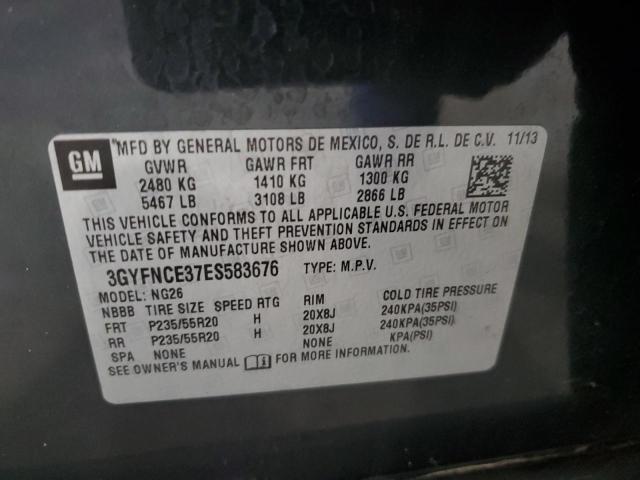 GM
"MFD BY GENERAL MOTORS DE MEXICO, S. DE R.L. DE C.V. 11/13
GVWR GAWR FRT GAWR RR
2480 KG 1410 KG 1300 KG
5467 LB 3108 LB 2866 LB
THIS VEHICLE CONFORMS TO ALL APPLICABLE U.S. FEDERAL MOTOR
VEHICLE SAFETY AND THEFT PREVENTION STANDARDS IN EFFECT ON
THE DATE OF MANUFACTURE SHOWN ABOVE.
3GYFNCE37ES583676 TYPE: M.P.V.
MODEL: NG26
NBBB TIRE SIZE SPEED RTG RIM COLD TIRE PRESSURE
FRT P235/55R20 H 20X8J 240KPA(35PSI)
RR P235/55R20 H 20X8J 240KPA(35PSI)
SPA NONE NONE KPA(PSI)
SEE OWNER'S MANUAL FOR MORE INFORMATION.